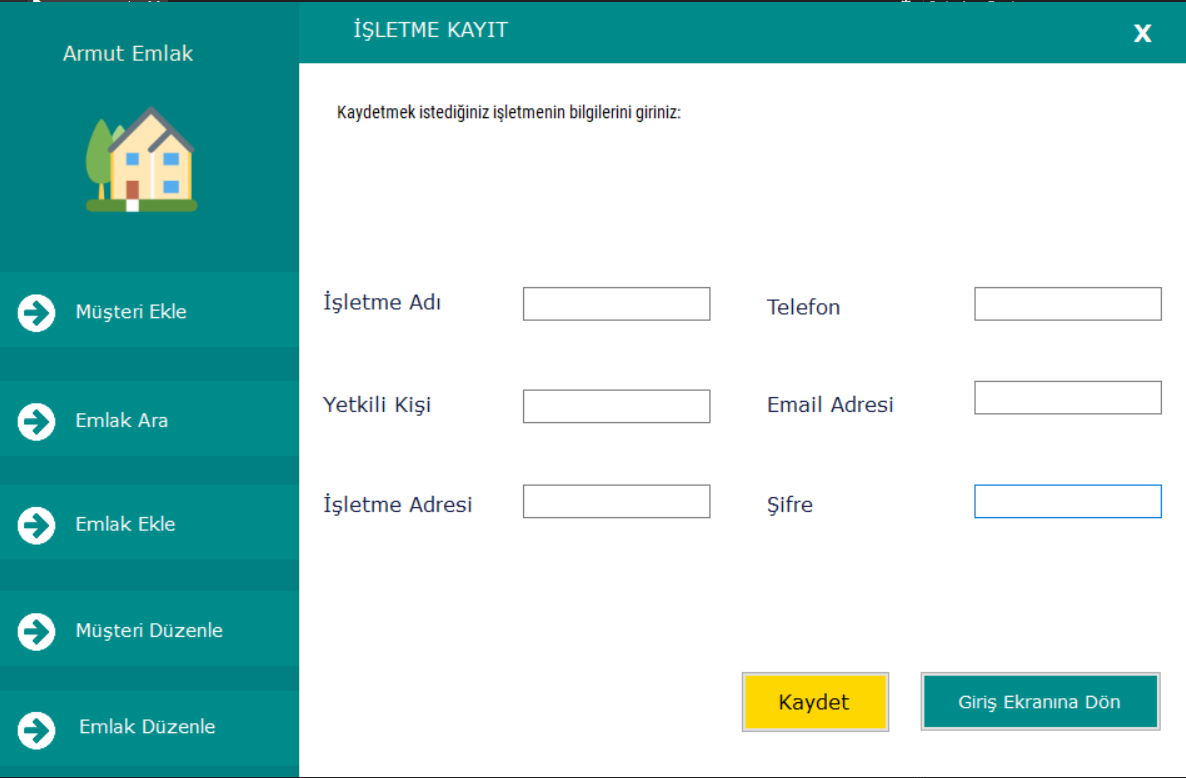 Armut Emlak
Müşteri Ekle
Emlak Ara
Emlak Ekle
Müşteri Düzenle
Emlak Düzenle
İŞLETME KAYIT
X
Kaydetmek istediğiniz işletmenin bilgilerini giriniz:
İşletme Adı
Telefon
Yetkili Kişi
Email Adresi
İşletme Adresi
Şifre
Kaydet
Giriş Ekranına Dön